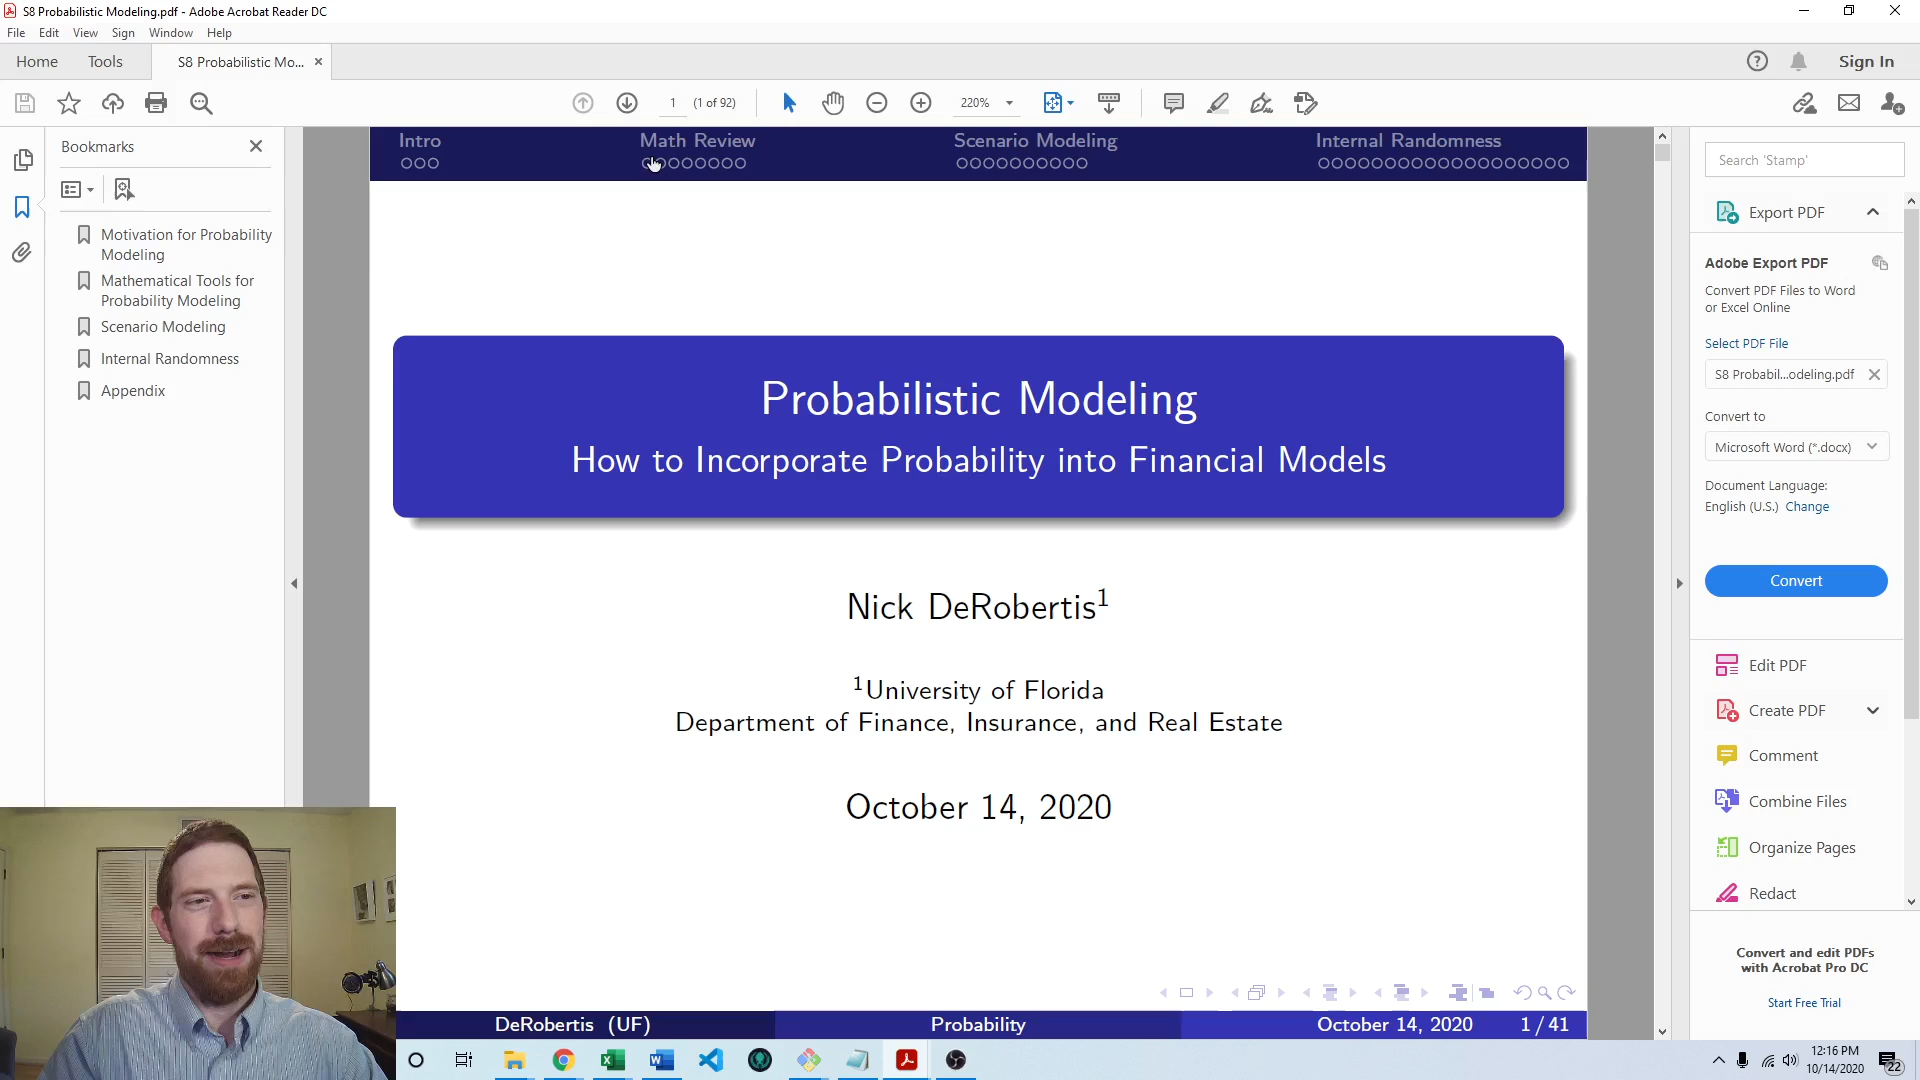 S8 Probabilistic Modeling.pdf - Adobe Acrobat Reader DC
File Edit View Sign Window Help
Home Tools S8 Probabilistic Mo...
Sign In
1 (1 of 92)
220%
Bookmarks
Motivation for Probability
Modeling
Mathematical Tools for
Probability Modeling
Scenario Modeling
Internal Randomness
Appendix
Intro Math Review Scenario Modeling Internal Randomness
Probabilistic Modeling
How to Incorporate Probability into Financial Models
Nick DeRobertis1
1University of Florida
Department of Finance, Insurance, and Real Estate
October 14, 2020
DeRobertis (UF) Probability October 14, 2020 1 / 41
Search 'Stamp'
Export PDF
Adobe Export PDF
Convert PDF Files to Word
or Excel Online
Select PDF File
S8 Probabil...odeling.pdf
Convert to
Microsoft Word (*.docx)
Document Language:
English (U.S.) Change
Convert
Edit PDF
Create PDF
Comment
Combine Files
Organize Pages
Redact
Convert and edit PDFs
with Acrobat Pro DC
Start Free Trial
12:16 PM
10/14/2020
22